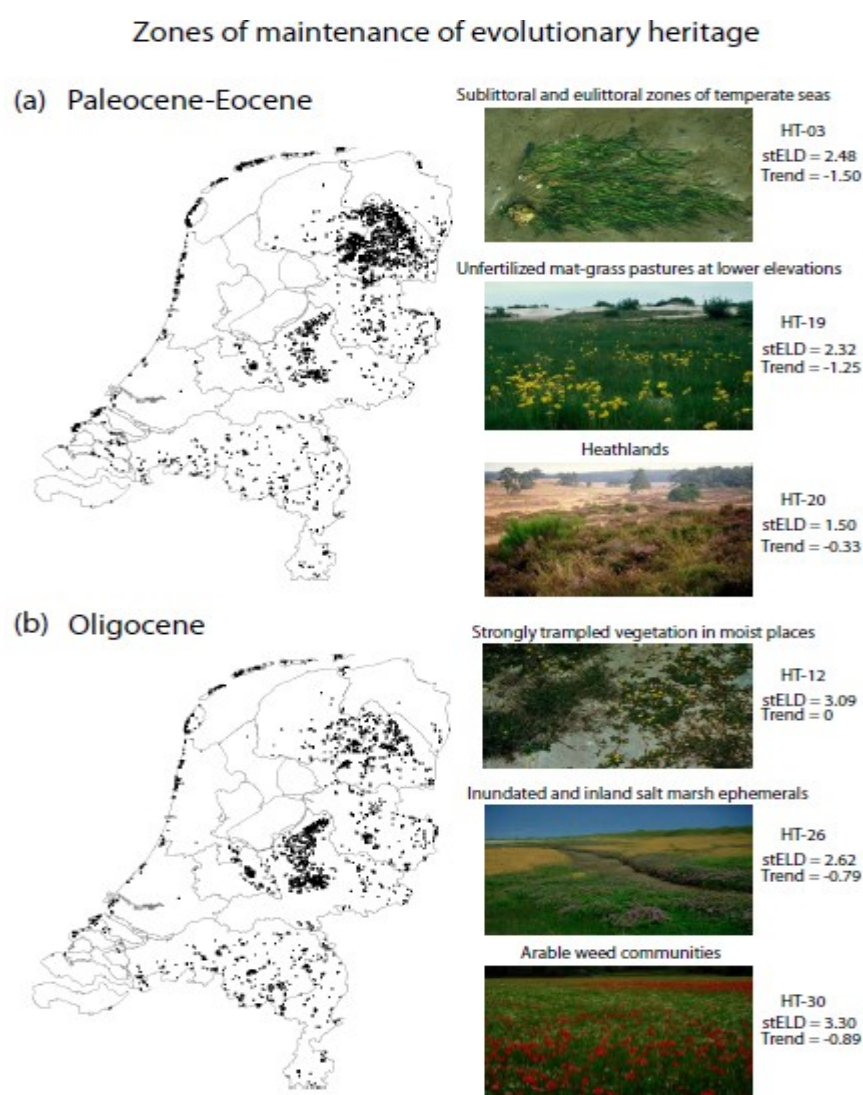 Zones of maintenance of evolutionary heritage
(a) Paleocene-Eocene
Sublittoral and eulittoral zones of temperate seas
HT-03
stELD = 2.48
Trend = -1.50
Unfertilized mat-grass pastures at lower elevations
HT-19
stELD = 2.32
Trend = -1.25
Heathlands
HT-20
stELD = 1.50
Trend = -0.33
(b) Oligocene
Strongly trampled vegetation in moist places
HT-12
stELD = 3.09
Trend = 0
Inundated and inland salt marsh ephemerals
HT-26
stELD = 2.62
Trend = -0.79
Arable weed communities
HT-30
stELD = 3.30
Trend = -0.89